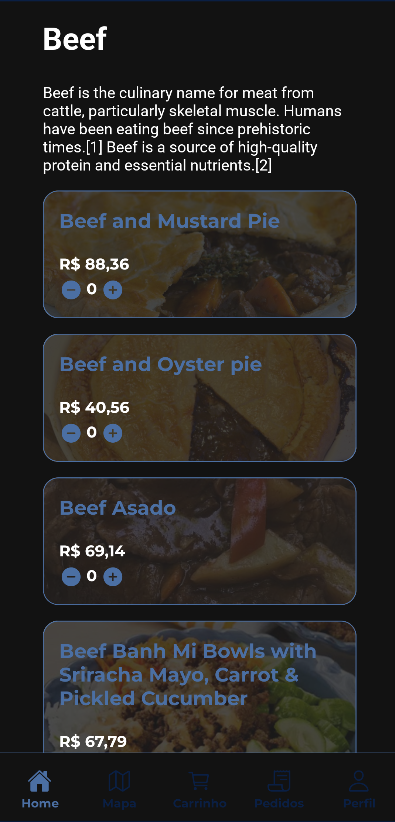 Beef
Beef is the culinary name for meat from
cattle, particularly skeletal muscle. Humans
have been eating beef since prehistoric
times.[1] Beef is a source of high-quality
protein and essential nutrients.[2]
Beef and Mustard Pie
R$ 88,36
− 0 +
Beef and Oyster pie
R$ 40,56
− 0 +
Beef Asado
R$ 69,14
− 0 +
Beef Banh Mi Bowls with
Sriracha Mayo, Carrot &
Pickled Cucumber
R$ 67,79
Home Mapa Carrinho Pedidos Perfil